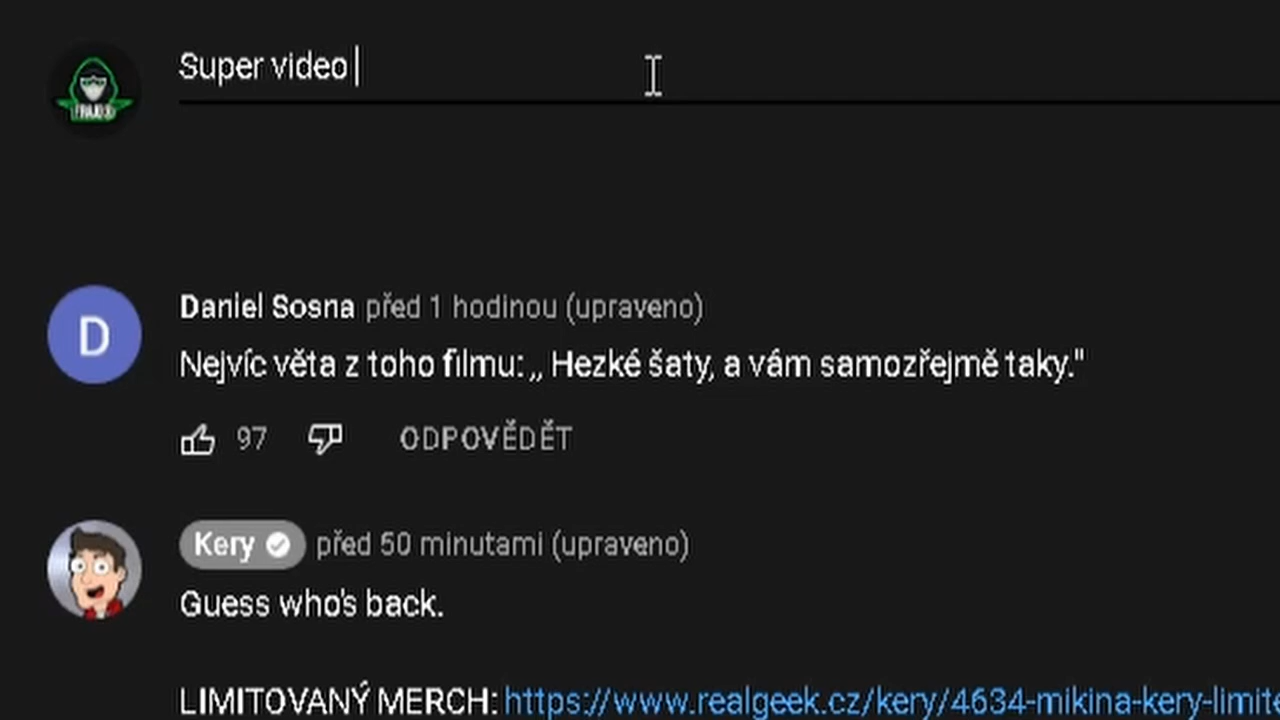 Super video
Daniel Sosna před 1 hodinou (upraveno)
Nejvíc věta z toho filmu: „ Hezké šaty, a vám samozřejmě taky."
97 ODPOVĚDĚT
D
Kery před 50 minutami (upraveno)
Guess who's back.
LIMITOVANÝ MERCH: https://www.realgeek.cz/kery/4634-mikina-kery-limit